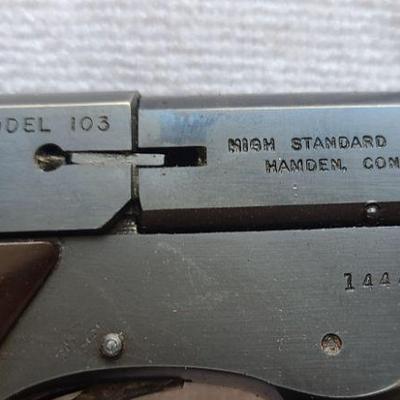 ODEL 103
HIGH STANDARD
HAMDEN, CON
144